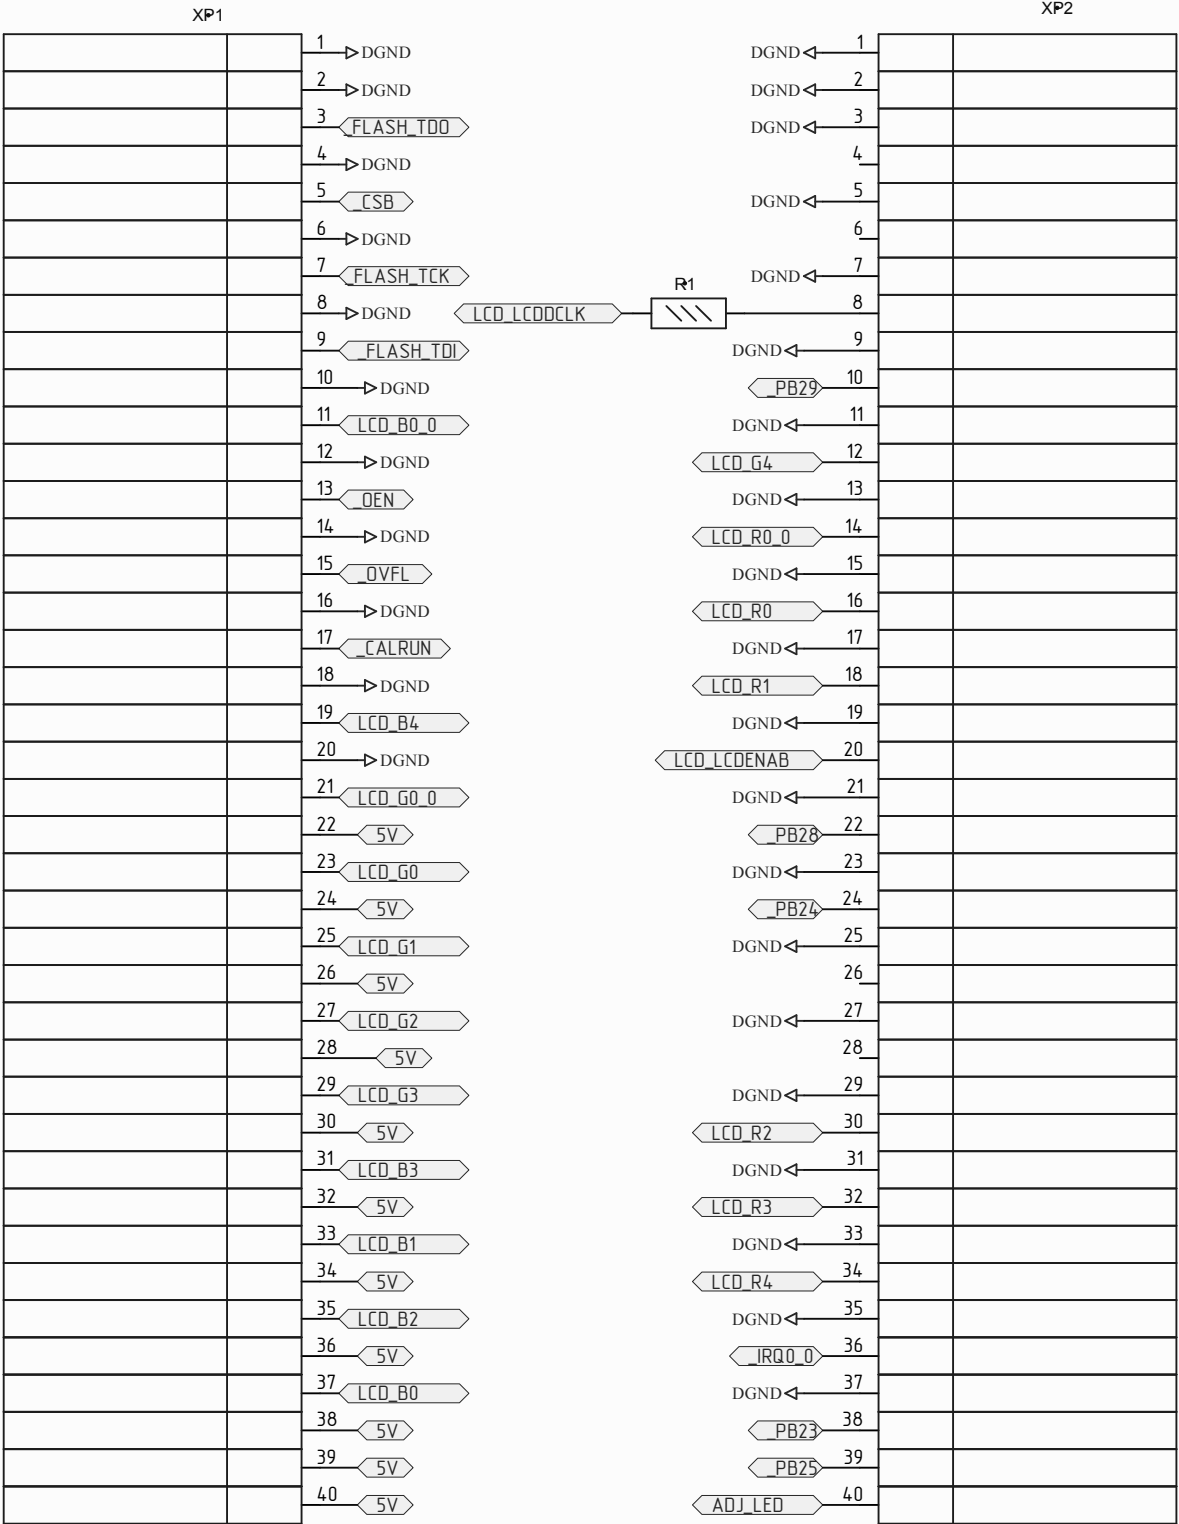 XP1
XP2
1 DGND DGND 1
2 DGND DGND 2
3 _FLASH_TDO DGND 3
4 DGND 4
5 _CSB DGND 5
6 DGND 6
7 _FLASH_TCK DGND 7
R1
8 DGND LCD_LCDDCLK 8
9 _FLASH_TDI DGND 9
10 DGND _PB29 10
11 LCD_B0_0 DGND 11
12 DGND LCD_G4 12
13 _OEN DGND 13
14 DGND LCD_R0_0 14
15 _OVFL DGND 15
16 DGND LCD_R0 16
17 _CALRUN DGND 17
18 DGND LCD_R1 18
19 LCD_B4 DGND 19
20 DGND LCD_LCDENAB 20
21 LCD_G0_0 DGND 21
22 5V _PB28 22
23 LCD_G0 DGND 23
24 5V _PB24 24
25 LCD_G1 DGND 25
26 5V 26
27 LCD_G2 DGND 27
28 5V 28
29 LCD_G3 DGND 29
30 5V LCD_R2 30
31 LCD_B3 DGND 31
32 5V LCD_R3 32
33 LCD_B1 DGND 33
34 5V LCD_R4 34
35 LCD_B2 DGND 35
36 5V _IRQ0_0 36
37 LCD_B0 DGND 37
38 5V _PB23 38
39 5V _PB25 39
40 5V ADJ_LED 40